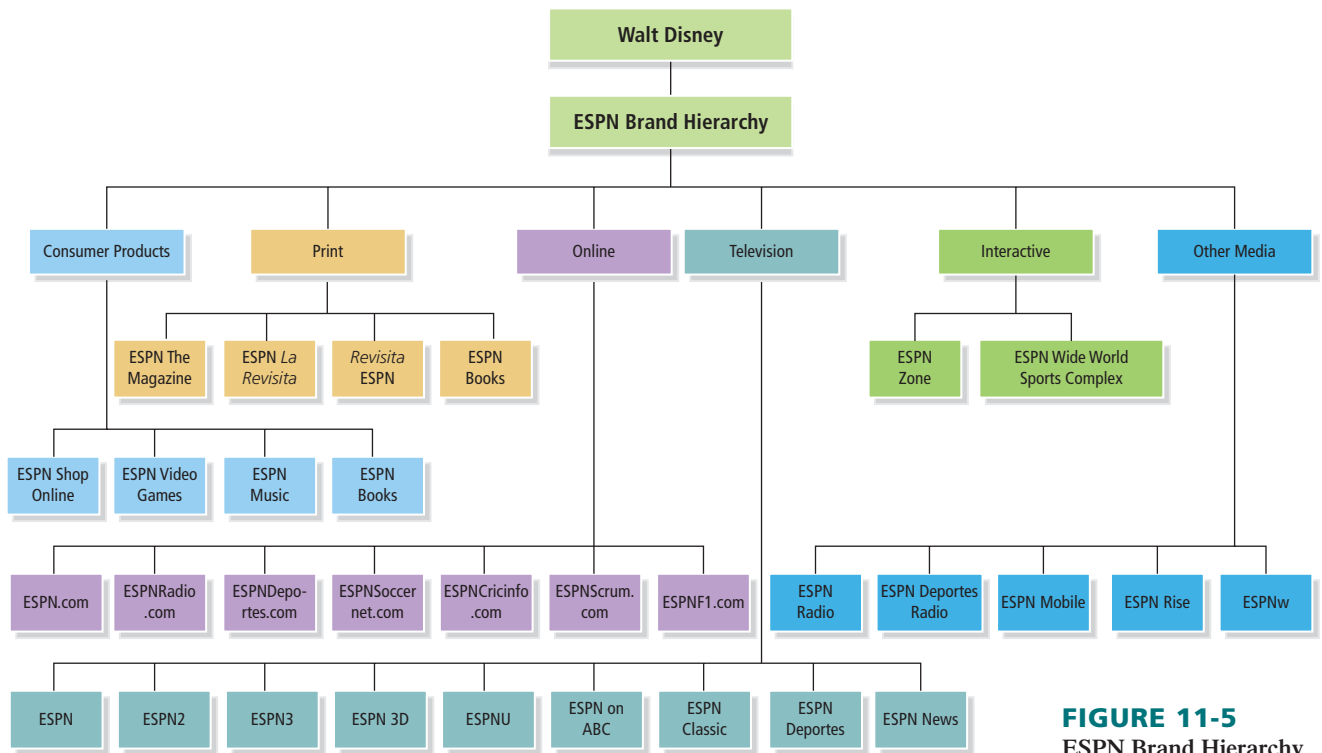 Walt Disney
ESPN Brand Hierarchy
Consumer Products
Print
Online
Television
Interactive
Other Media
ESPN The
Magazine
ESPN La
Revisita
Revisita
ESPN
ESPN
Books
ESPN
Zone
ESPN Wide World
Sports Complex
ESPN Shop
Online
ESPN Video
Games
ESPN
Music
ESPN
Books
ESPN.com
ESPNRadio
.com
ESPNDepo-
rtes.com
ESPNSoccer
net.com
ESPNCricinfo
.com
ESPNScrum.
com
ESPNF1.com
ESPN
Radio
ESPN Deportes
Radio
ESPN Mobile
ESPN Rise
ESPNw
ESPN
ESPN2
ESPN3
ESPN 3D
ESPNU
ESPN on
ABC
ESPN
Classic
ESPN
Deportes
ESPN News
FIGURE 11-5
ESPN Brand Hierarchy